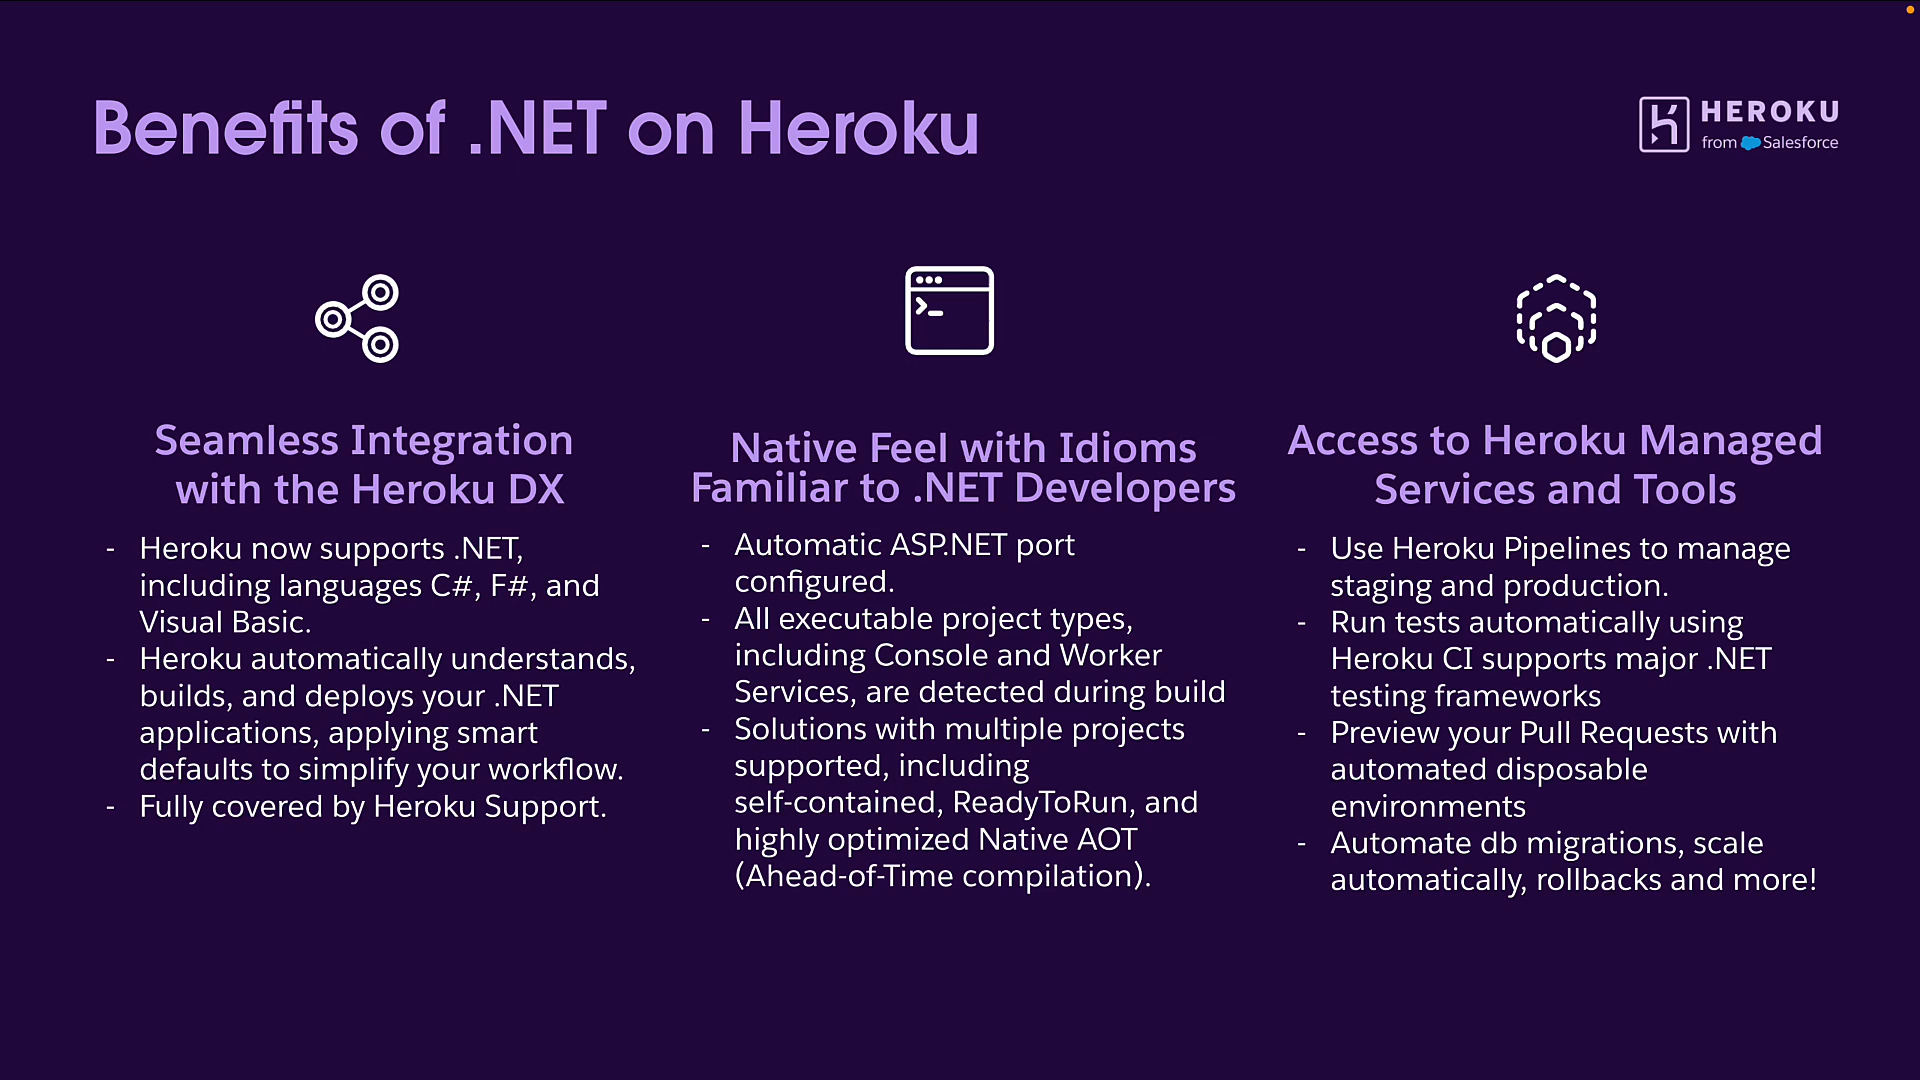 Benefits of .NET on Heroku
HEROKU
from Salesforce
Seamless Integration
with the Heroku DX
- Heroku now supports .NET,
including languages C#, F#, and
Visual Basic.
- Heroku automatically understands,
builds, and deploys your .NET
applications, applying smart
defaults to simplify your workflow.
- Fully covered by Heroku Support.
Native Feel with Idioms
Familiar to .NET Developers
- Automatic ASP.NET port
configured.
- All executable project types,
including Console and Worker
Services, are detected during build
- Solutions with multiple projects
supported, including
self-contained, ReadyToRun, and
highly optimized Native AOT
(Ahead-of-Time compilation).
Access to Heroku Managed
Services and Tools
- Use Heroku Pipelines to manage
staging and production.
- Run tests automatically using
Heroku CI supports major .NET
testing frameworks
- Preview your Pull Requests with
automated disposable
environments
- Automate db migrations, scale
automatically, rollbacks and more!